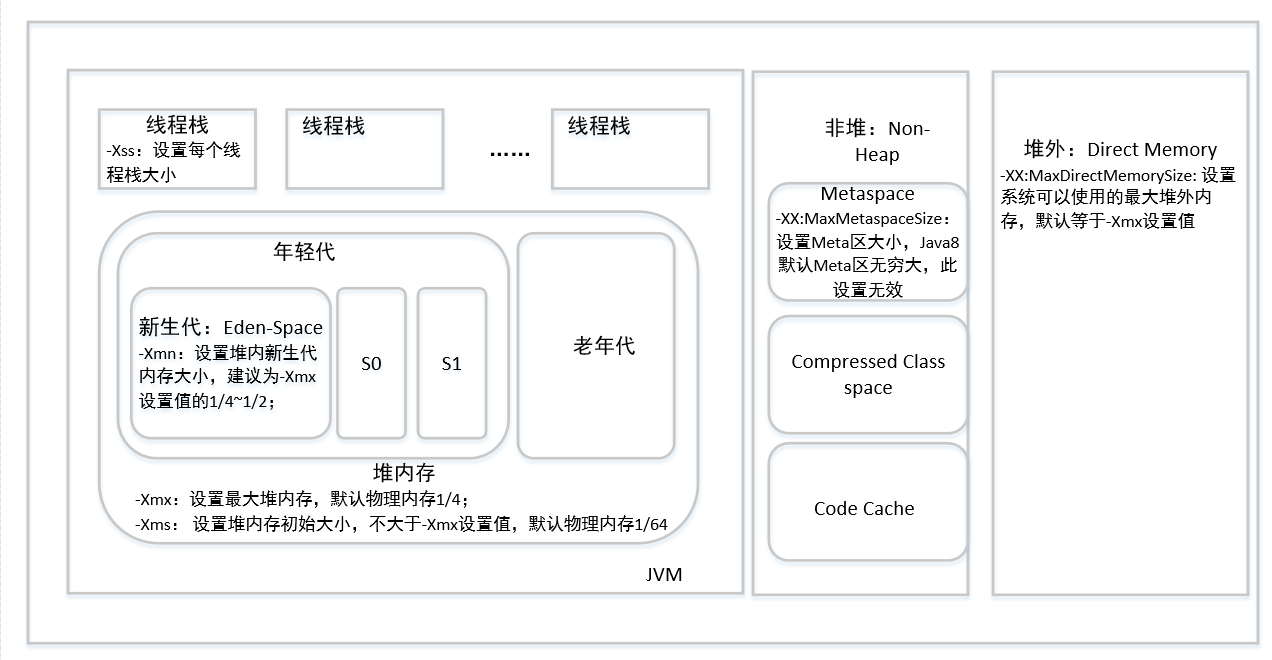 线程栈
-Xss：设置每个线
程栈大小
线程栈
……
线程栈
年轻代
新生代：Eden-Space
-Xmn：设置堆内新生代
内存大小，建议为-Xmx
设置值的1/4~1/2；
S0
S1
老年代
堆内存
-Xmx：设置最大堆内存，默认物理内存1/4；
-Xms： 设置堆内存初始大小，不大于-Xmx设置值，默认物理内存1/64
JVM
非堆：Non-
Heap
Metaspace
-XX:MaxMetaspaceSize：
设置Meta区大小，Java8
默认Meta区无穷大，此
设置无效
Compressed Class
space
Code Cache
堆外：Direct Memory
-XX:MaxDirectMemorySize: 设置
系统可以使用的最大堆外内
存，默认等于-Xmx设置值